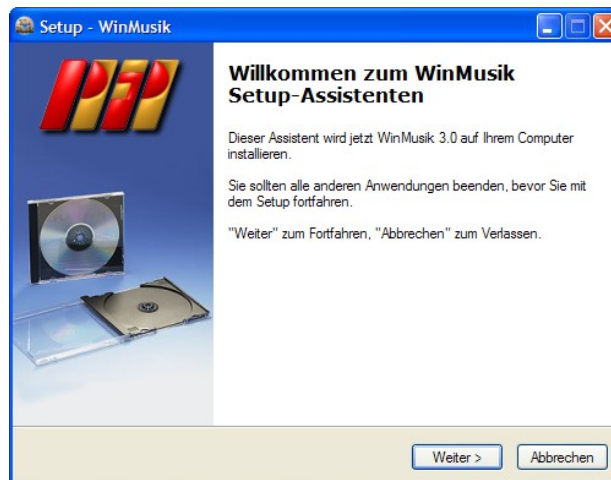 Setup - WinMusik
Willkommen zum WinMusik
Setup-Assistenten
Dieser Assistent wird jetzt WinMusik 3.0 auf Ihrem Computer
installieren.
Sie sollten alle anderen Anwendungen beenden, bevor Sie mit
dem Setup fortfahren.
"Weiter" zum Fortfahren, "Abbrechen" zum Verlassen.
Weiter >
Abbrechen